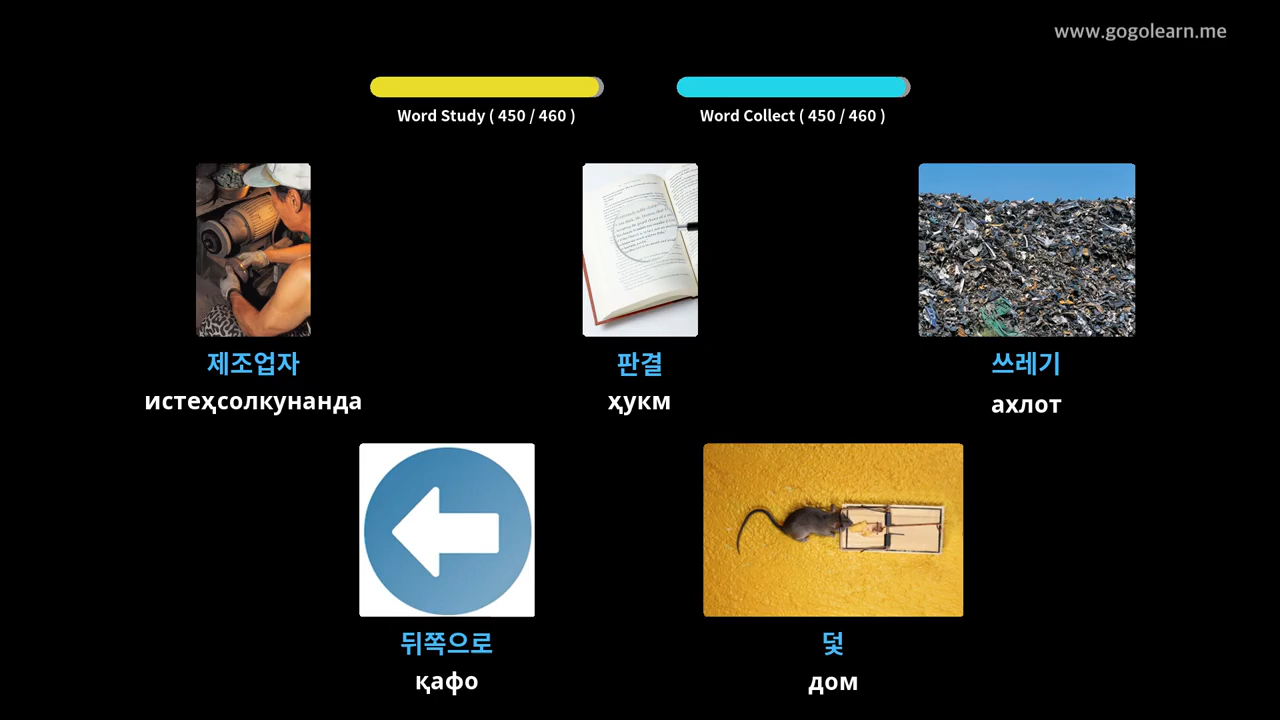 www.gogolearn.me
Word Study ( 450 / 460 )
Word Collect ( 450 / 460 )
제조업자
истеҳсолкунанда
판결
ҳукм
쓰레기
ахлот
뒤쪽으로
қафо
덫
дом